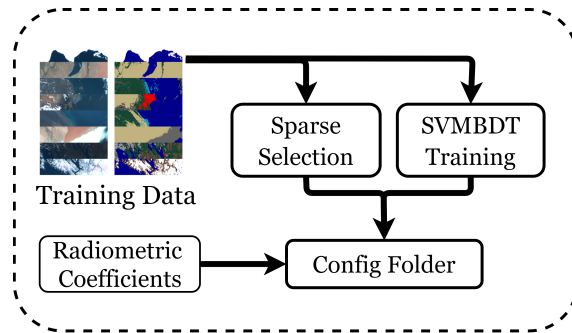 Sparse
Selection
SVMBDT
Training
Training Data
Radiometric
Coefficients
Config Folder